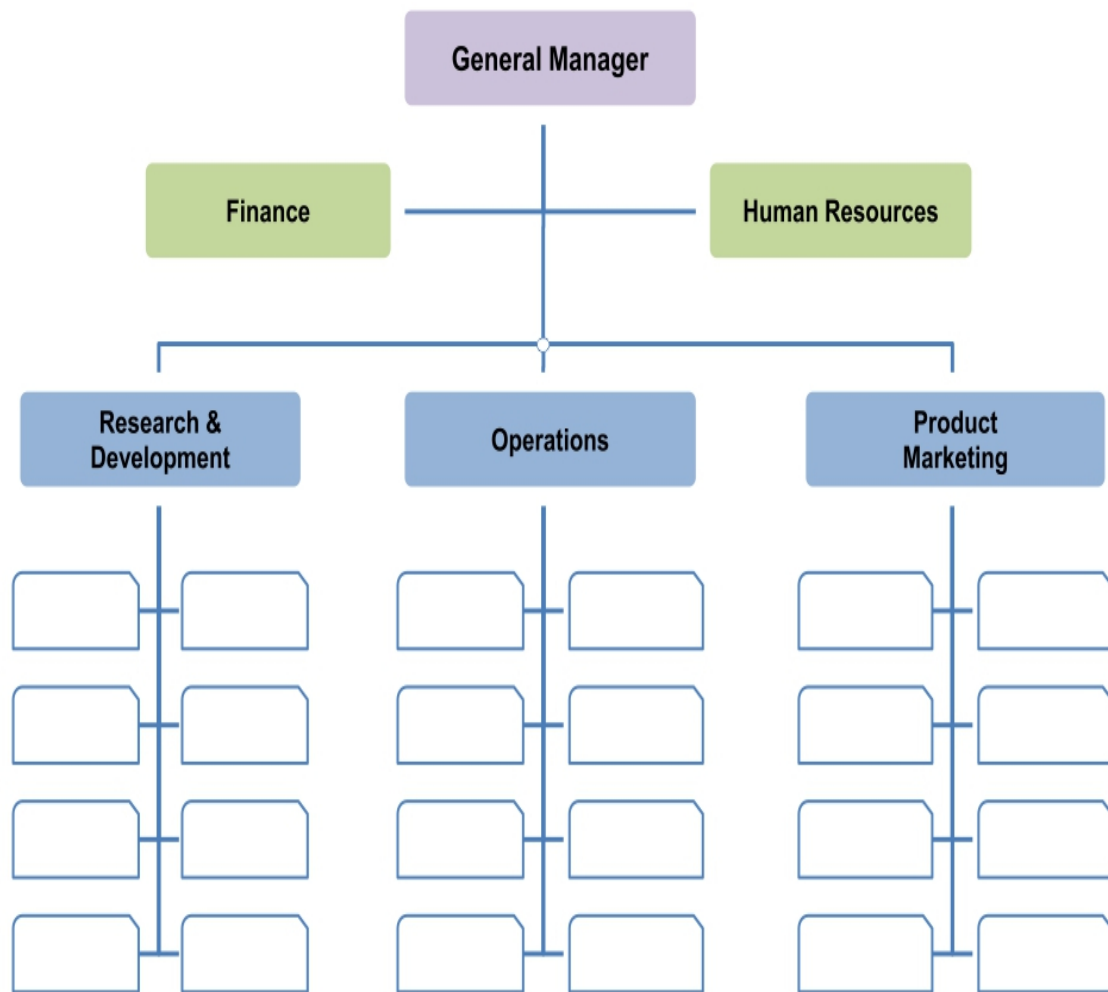 General Manager
Finance
Human Resources
Research &
Development
Operations
Product
Marketing